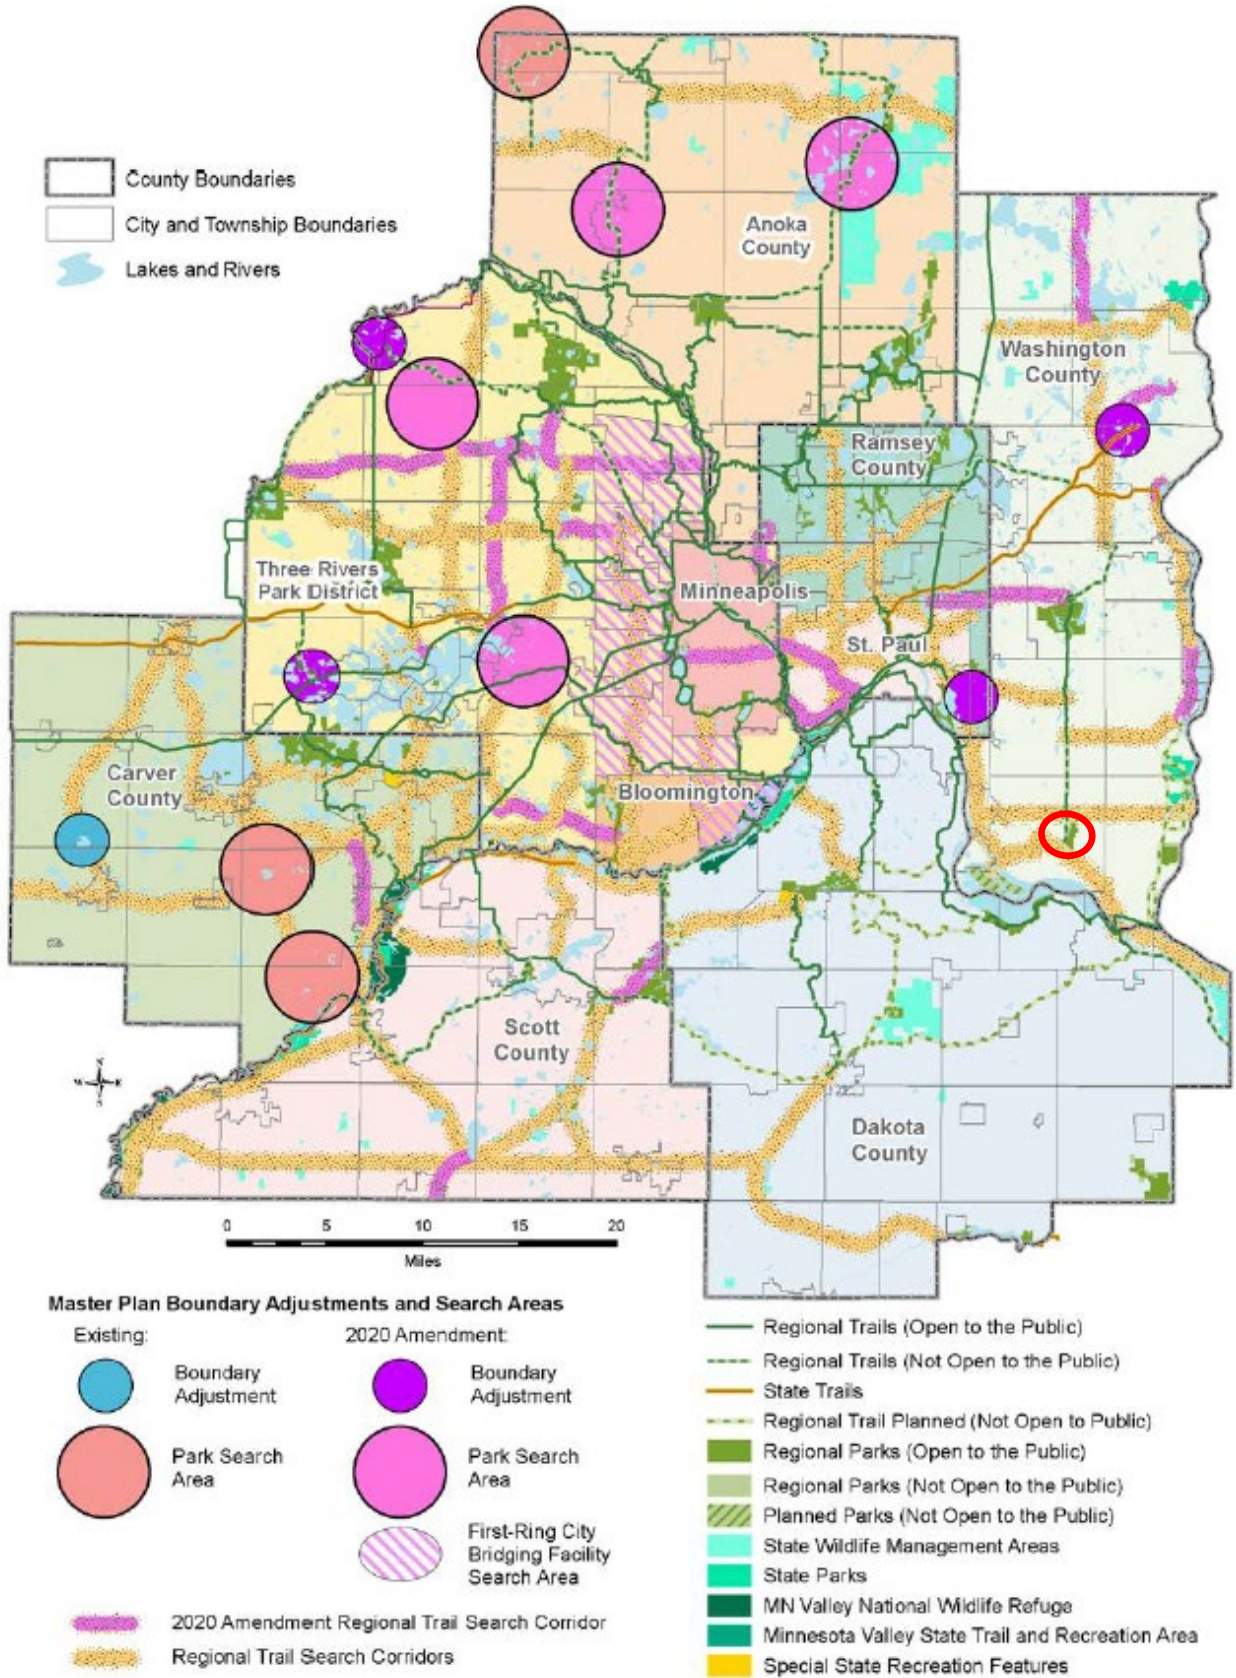 County Boundaries
City and Township Boundaries
Lakes and Rivers
Anoka
County
Washington
County
Ramsey
County
Three Rivers
Park District
Minneapolis
St. Paul
Carver
County
Bloomington
Scott
County
Dakota
County
N
W E
S
0 5 10 15 20
Miles
Master Plan Boundary Adjustments and Search Areas
Existing:
Boundary
Adjustment
Park Search
Area
2020 Amendment:
Boundary
Adjustment
Park Search
Area
First-Ring City
Bridging Facility
Search Area
2020 Amendment Regional Trail Search Corridor
Regional Trail Search Corridors
Regional Trails (Open to the Public)
Regional Trails (Not Open to the Public)
State Trails
Regional Trail Planned (Not Open to Public)
Regional Parks (Open to the Public)
Regional Parks (Not Open to the Public)
Planned Parks (Not Open to the Public)
State Wildlife Management Areas
State Parks
MN Valley National Wildlife Refuge
Minnesota Valley State Trail and Recreation Area
Special State Recreation Features